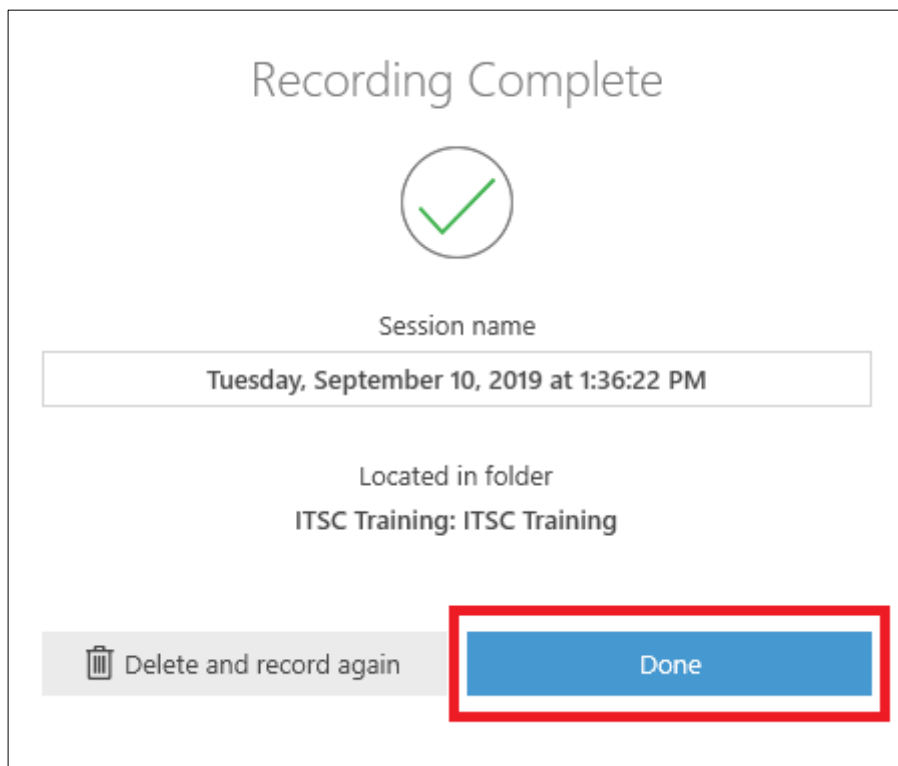 Recording Complete
Session name
Tuesday, September 10, 2019 at 1:36:22 PM
Located in folder
ITSC Training: ITSC Training
Delete and record again
Done